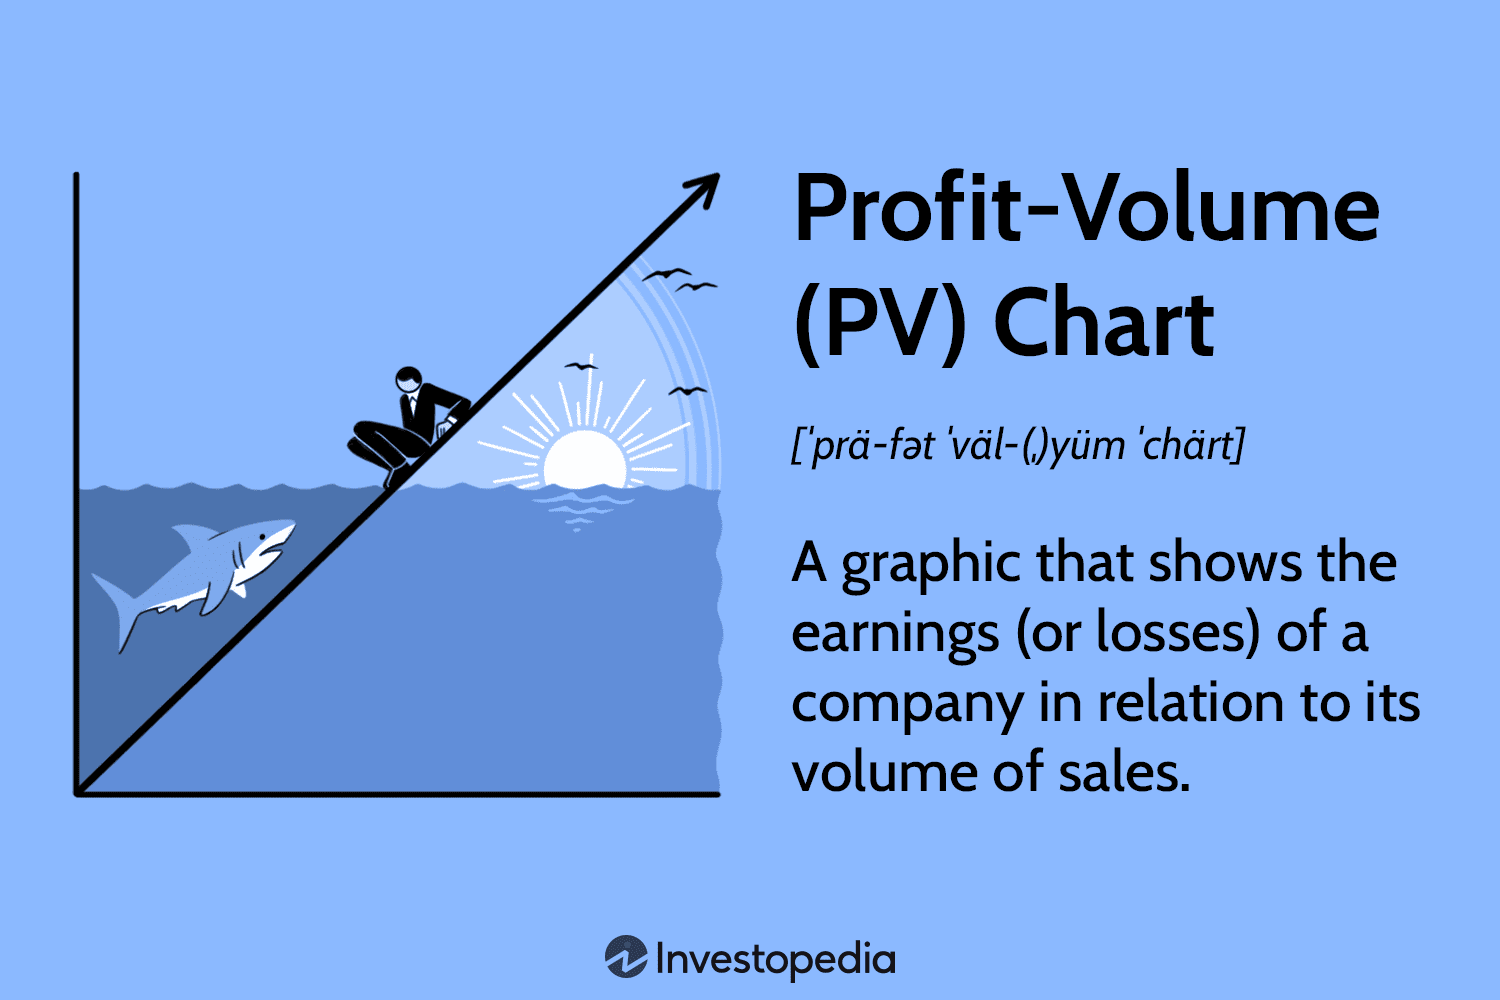 Profit-Volume
(PV) Chart
[ˈprä-fət ˈväl-(ˌ)yüm ˈchärt]
A graphic that shows the
earnings (or losses) of a
company in relation to its
volume of sales.
Investopedia